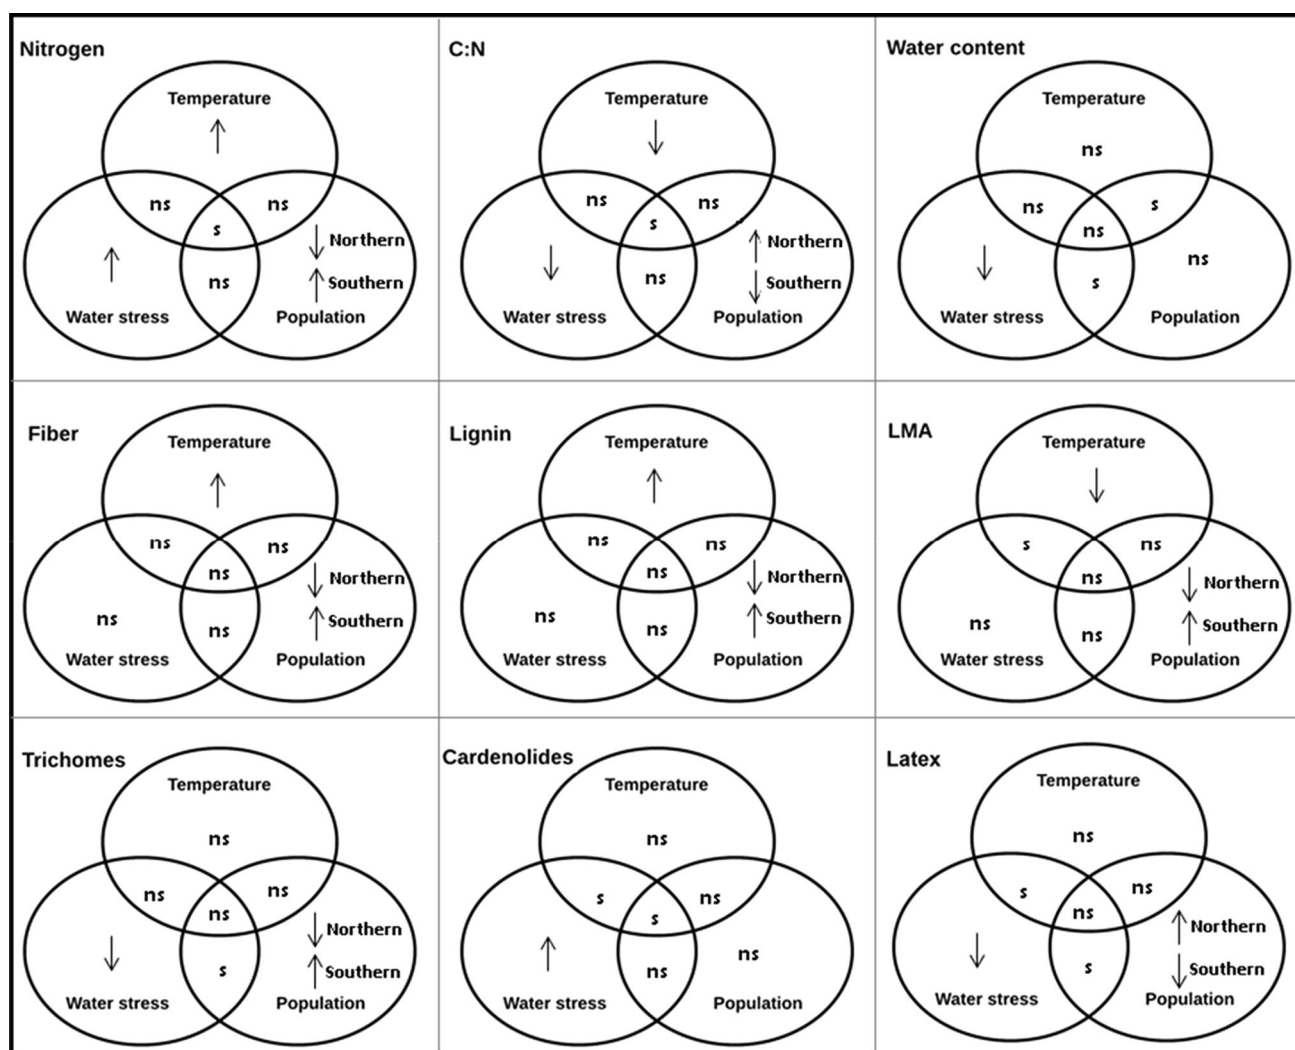 Nitrogen
Temperature
ns
ns
s
Northern
Southern
ns
Water stress
Population
C:N
Temperature
ns
ns
s
Northern
Southern
ns
Water stress
Population
Water content
Temperature
ns
ns
s
ns
ns
s
Water stress
Population
Fiber
Temperature
ns
ns
ns
Northern
Southern
ns
ns
Water stress
Population
Lignin
Temperature
ns
ns
ns
Northern
Southern
ns
ns
Water stress
Population
LMA
Temperature
s
ns
ns
Northern
Southern
ns
ns
Water stress
Population
Trichomes
Temperature
ns
ns
ns
ns
Northern
Southern
s
Water stress
Population
Cardenolides
Temperature
ns
s
ns
s
ns
ns
Water stress
Population
Latex
Temperature
ns
s
ns
ns
Northern
Southern
s
Water stress
Population